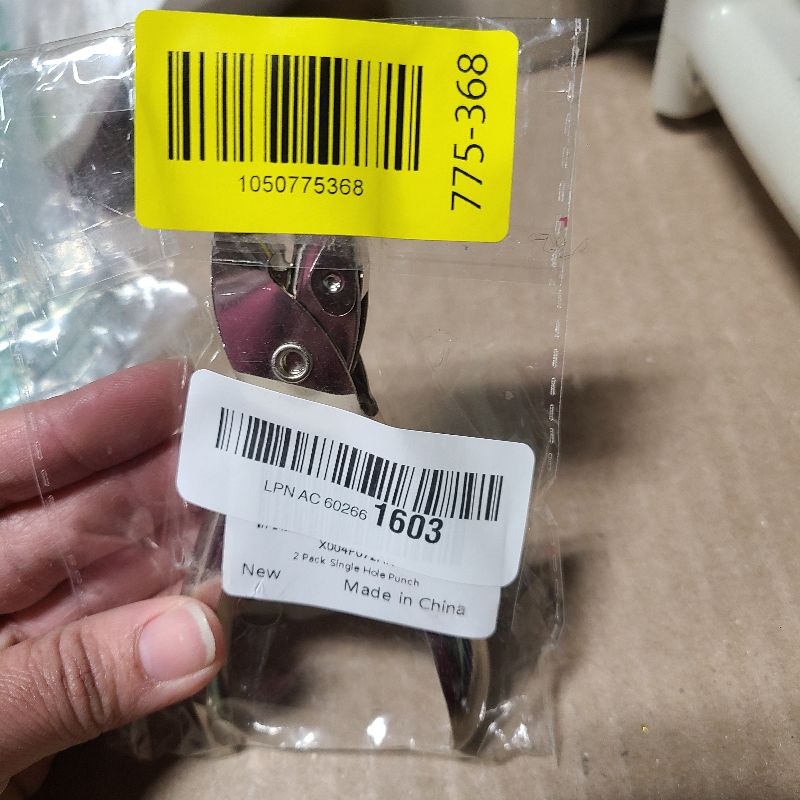 1050775368
775-368
LPN AC 60266 1603
2 Pack Single Hole Punch
New
Made in China